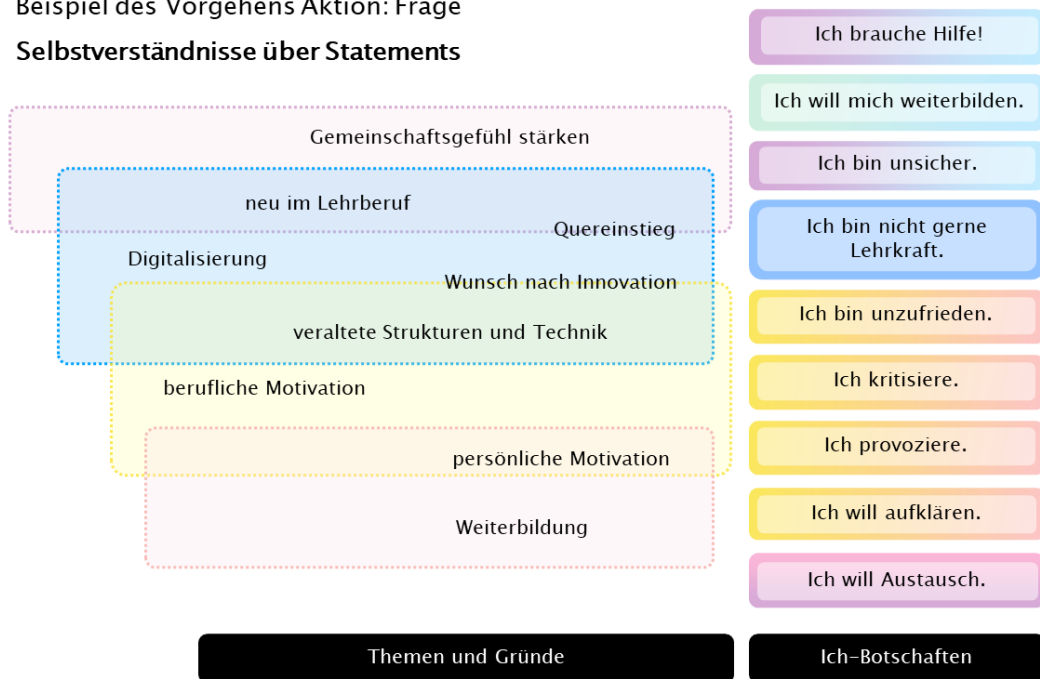 Beispiel des Vorgehens Aktion: Frage
Selbstverständnisse über Statements
Gemeinschaftsgefühl stärken
neu im Lehrberuf
Quereinstieg
Digitalisierung
Wunsch nach Innovation
veraltete Strukturen und Technik
berufliche Motivation
persönliche Motivation
Weiterbildung
Themen und Gründe
Ich brauche Hilfe!
Ich will mich weiterbilden.
Ich bin unsicher.
Ich bin nicht gerne
Lehrkraft.
Ich bin unzufrieden.
Ich kritisiere.
Ich provoziere.
Ich will aufklären.
Ich will Austausch.
Ich-Botschaften